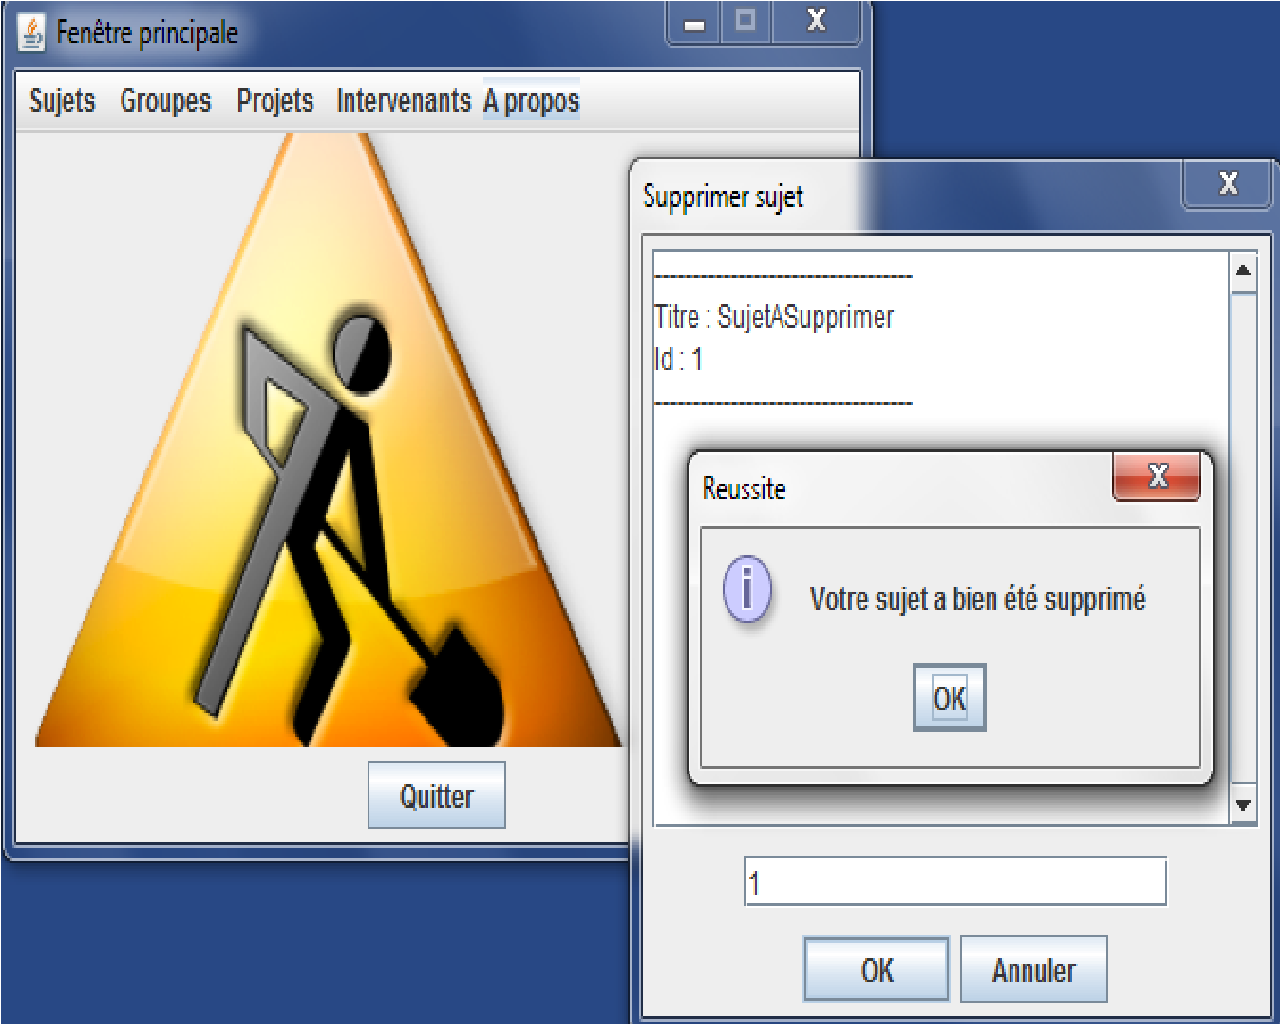 Fenêtre principale
Sujets Groupes Projets Intervenants A propos
Quitter
Supprimer sujet
--------------------------------
Titre : SujetASupprimer
Id : 1
--------------------------------
Reussite
Votre sujet a bien été supprimé
OK
1
OK Annuler